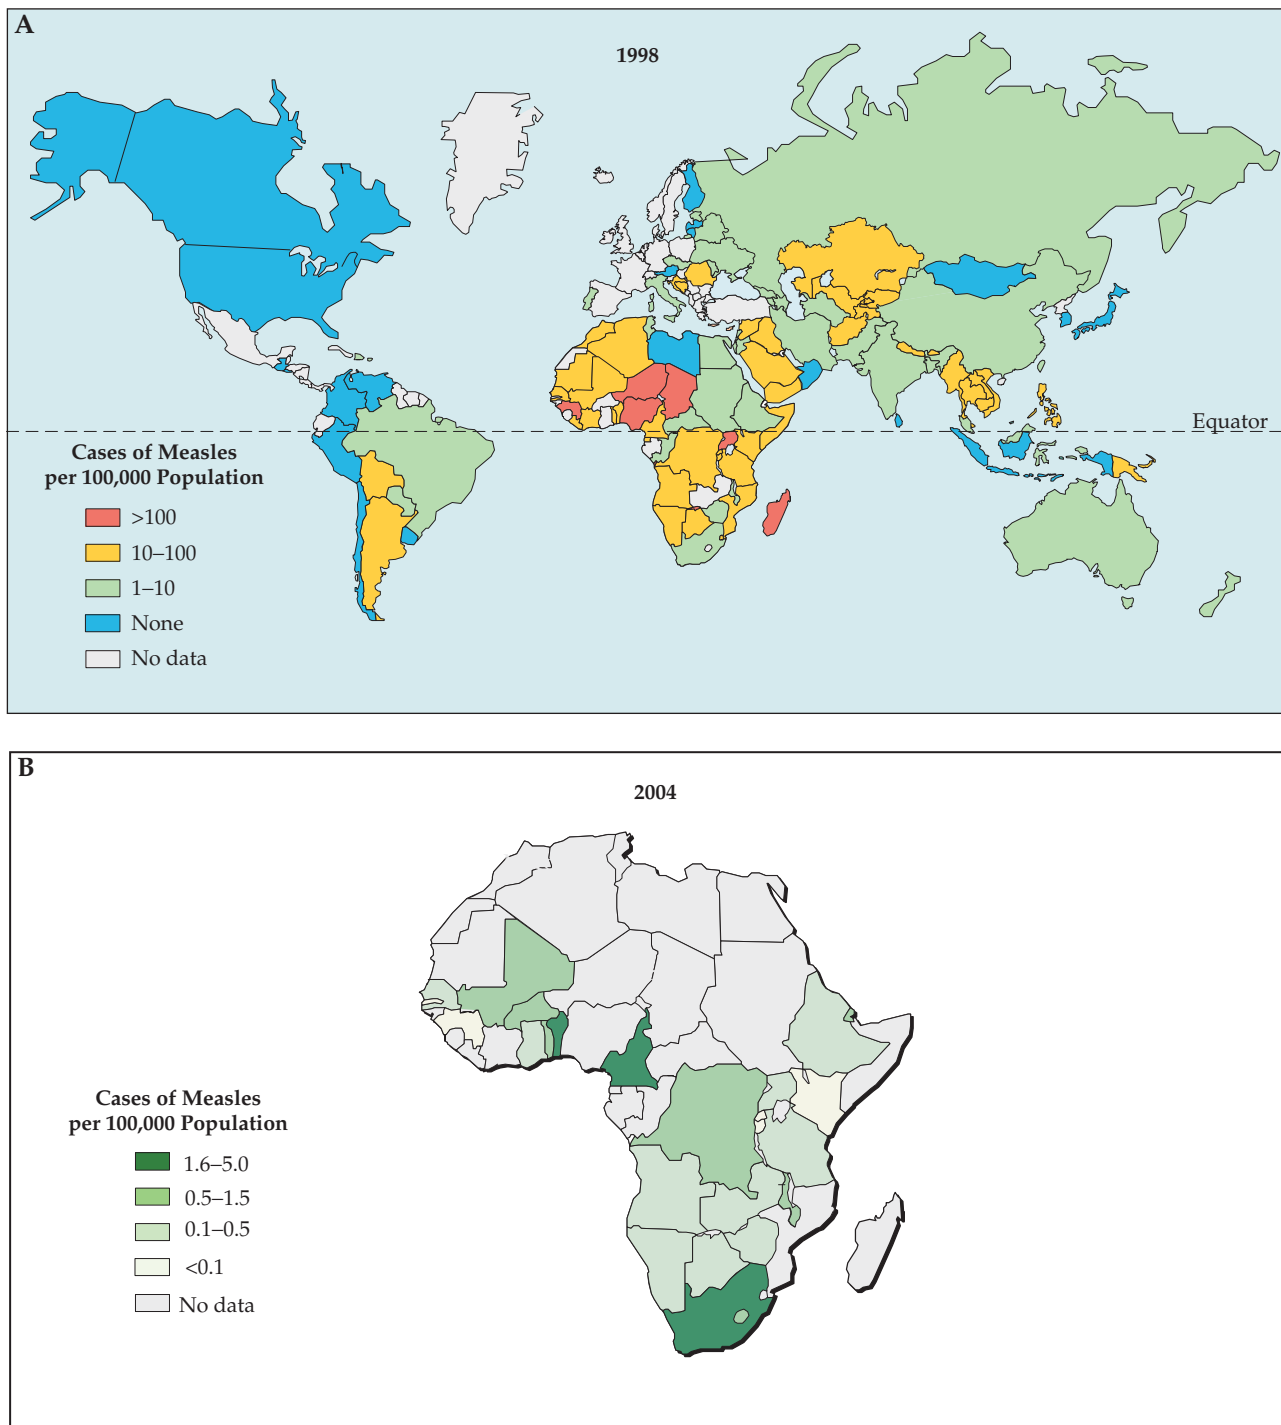 A
1998
Equator
Cases of Measles
per 100,000 Population
>100
10–100
1–10
None
No data
B
2004
Cases of Measles
per 100,000 Population
1.6–5.0
0.5–1.5
0.1–0.5
<0.1
No data